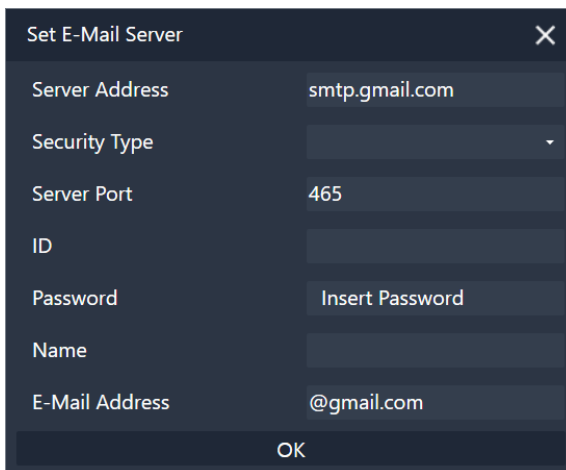 Set E-Mail Server
Server Address smtp.gmail.com
Security Type
Server Port 465
ID
Password Insert Password
Name
E-Mail Address @gmail.com
OK